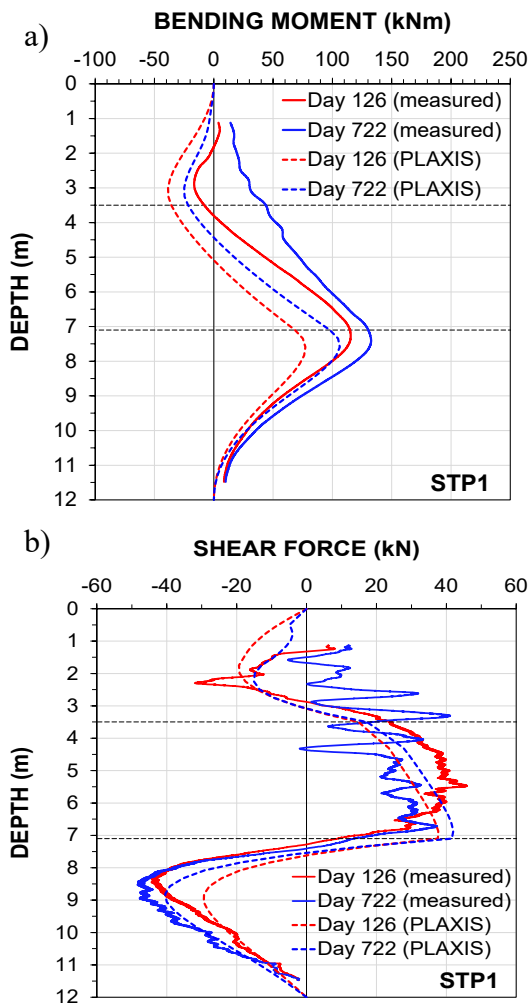 a)
BENDING MOMENT (kNm)
-100 -50 0 50 100 150 200 250
0
1
2
3
4
5
6
7
8
9
10
11
12
DEPTH (m)
Day 126 (measured)
Day 722 (measured)
Day 126 (PLAXIS)
Day 722 (PLAXIS)
STP1
b)
SHEAR FORCE (kN)
-60 -40 -20 0 20 40 60
0
1
2
3
4
5
6
7
8
9
10
11
12
DEPTH (m)
Day 126 (measured)
Day 722 (measured)
Day 126 (PLAXIS)
Day 722 (PLAXIS)
STP1